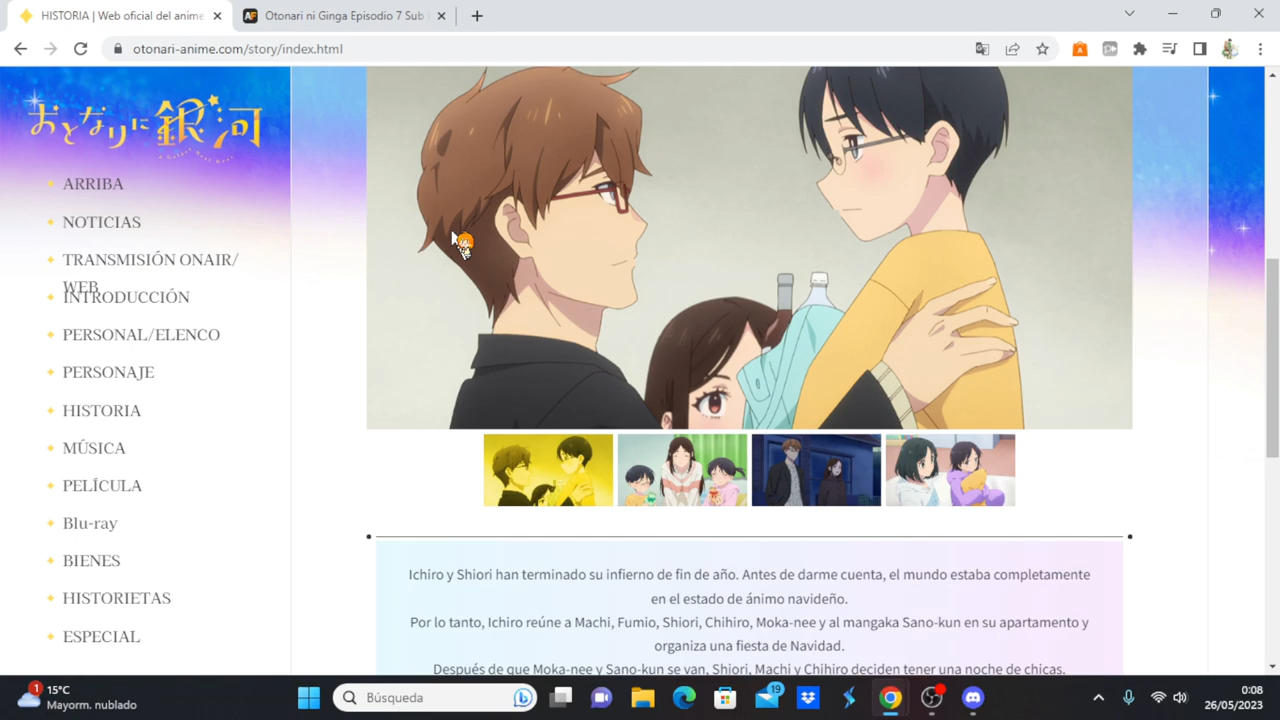 HISTORIA | Web oficial del anime
Otonari ni Ginga Episodio 7 Sub
otonari-anime.com/story/index.html
おとなりに銀河
ARRIBA
NOTICIAS
TRANSMISIÓN ONAIR/
WEB
INTRODUCCIÓN
PERSONAL/ELENCO
PERSONAJE
HISTORIA
MÚSICA
PELÍCULA
Blu-ray
BIENES
HISTORIETAS
ESPECIAL
Ichiro y Shiori han terminado su infierno de fin de año. Antes de darme cuenta, el mundo estaba completamente
en el estado de ánimo navideño.
Por lo tanto, Ichiro reúne a Machi, Fumio, Shiori, Chihiro, Moka-nee y al mangaka Sano-kun en su apartamento y
organiza una fiesta de Navidad.
Después de que Moka-nee y Sano-kun se van, Shiori, Machi y Chihiro deciden tener una noche de chicas.
1
15°C
Mayorm. nublado
Búsqueda
19
0:08
26/05/2023